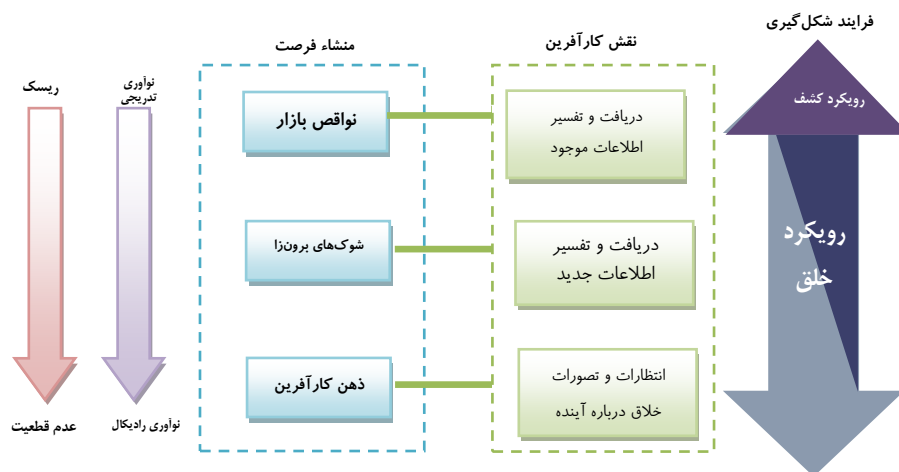 فرایند شکل‌گیری
نقش کارآفرین
منشاء فرصت
ریسک
نوآوری
تدریجی
رویکرد کشف
دریافت و تفسیر
اطلاعات موجود
نواقص بازار
رویکرد
خلق
دریافت و تفسیر
اطلاعات جدید
شوک‌های برون‌زا
انتظارات و تصورات
خلاق درباره آینده
ذهن کارآفرین
نوآوری رادیکال
عدم قطعیت